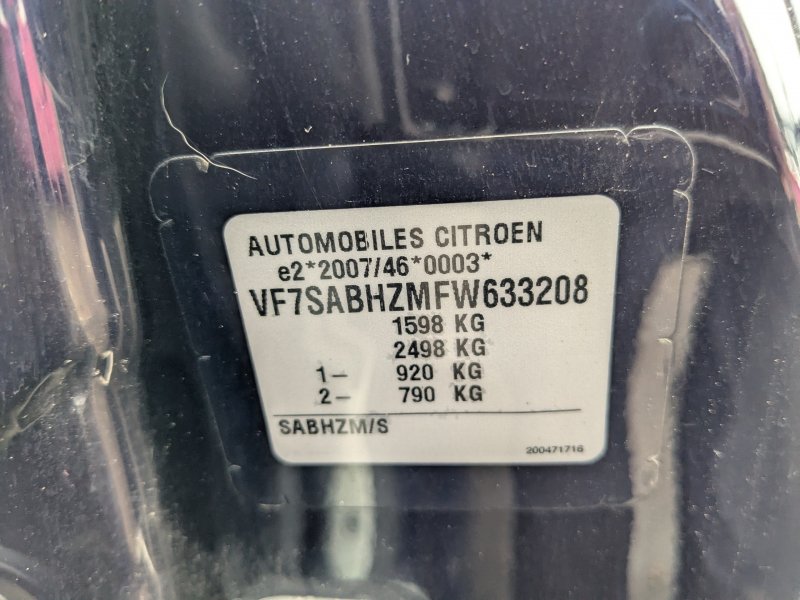 AUTOMOBILES CITROEN
e2*2007/46*0003*
VF7SABHZMFW633208
1598 KG
2498 KG
1– 920 KG
2– 790 KG
SABHZM/S
200471716